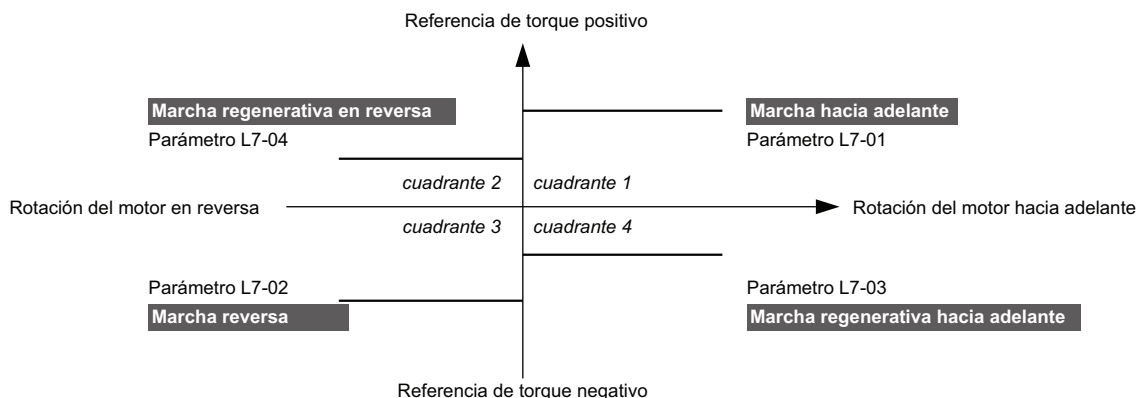 Referencia de torque positivo
Marcha regenerativa en reversa
Marcha hacia adelante
Parámetro L7-04
Parámetro L7-01
cuadrante 2
cuadrante 1
Rotación del motor en reversa
Rotación del motor hacia adelante
cuadrante 3
cuadrante 4
Parámetro L7-02
Parámetro L7-03
Marcha reversa
Marcha regenerativa hacia adelante
Referencia de torque negativo